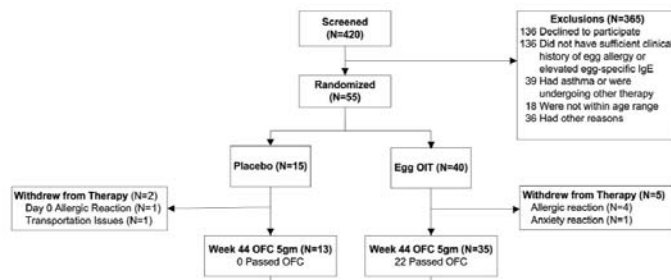 Screened
(N=420)
Exclusions (N=365)
136 Declined to participate
136 Did not have sufficient clinical
history of egg allergy or
elevated egg-specific IgE
39 Had asthma or were
undergoing other therapy
18 Were not within age range
36 Had other reasons
Randomized
(N=55)
Placebo (N=15)
Egg OIT (N=40)
Withdrew from Therapy (N=2)
Day 0 Allergic Reaction (N=1)
Transportation Issues (N=1)
Withdrew from Therapy (N=5)
Allergic reaction (N=4)
Anxiety reaction (N=1)
Week 44 OFC 5gm (N=13)
0 Passed OFC
Week 44 OFC 5gm (N=35)
22 Passed OFC